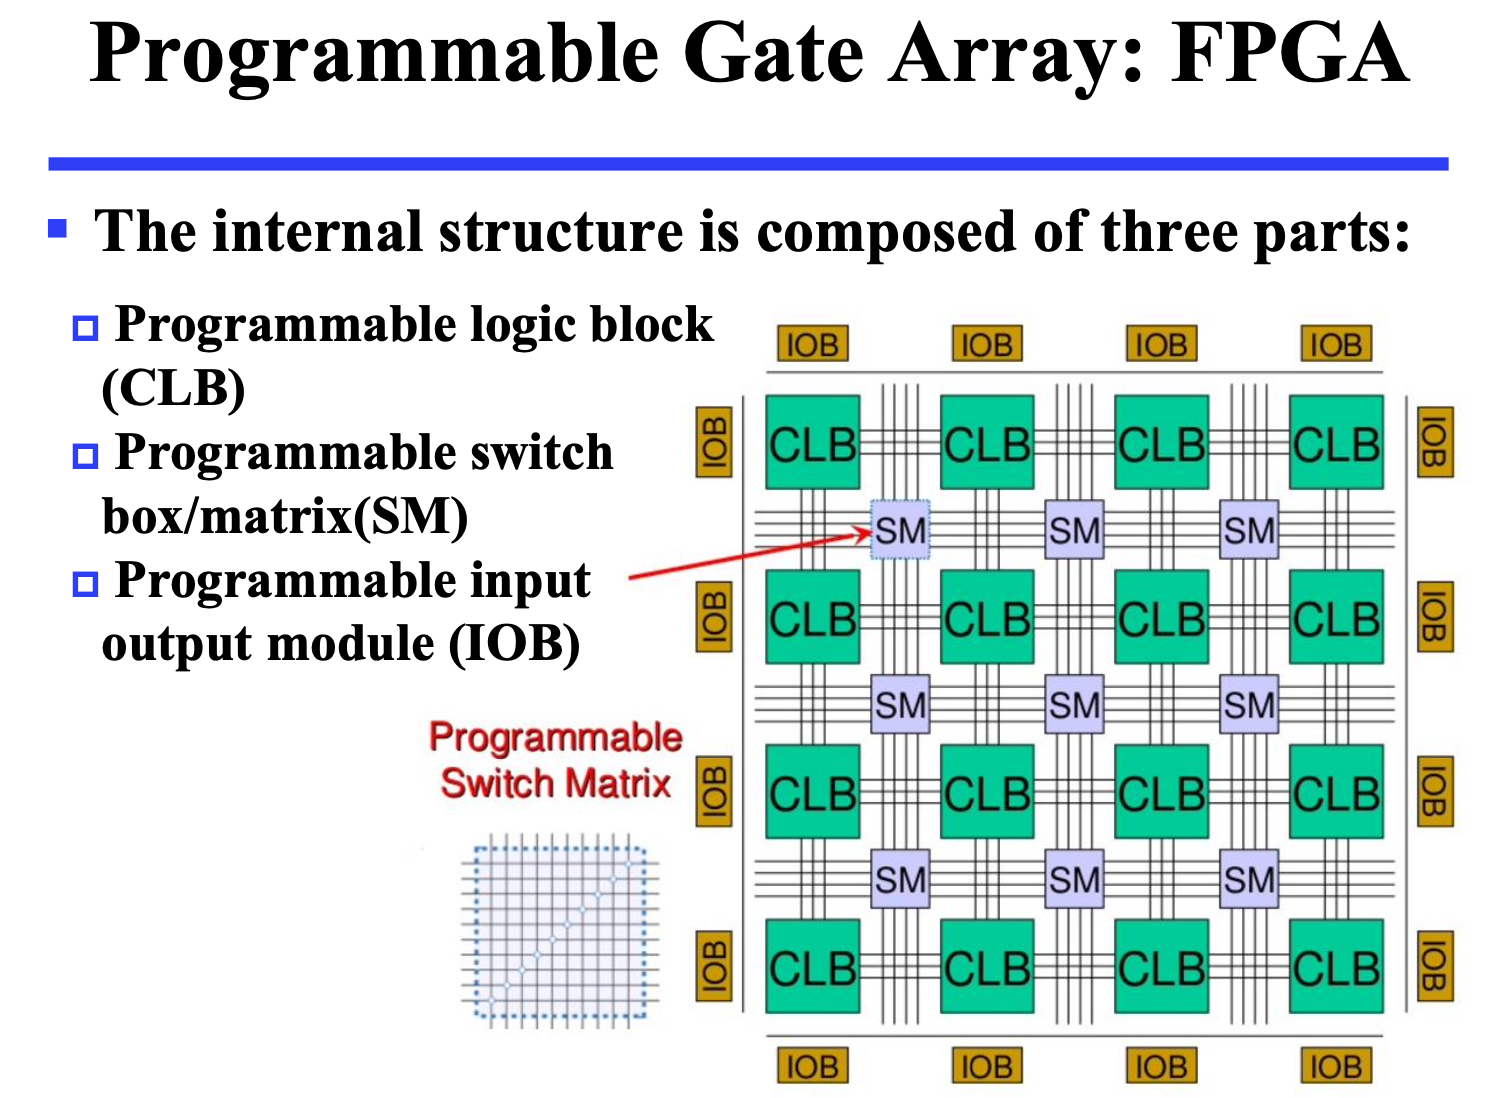 Programmable Gate Array: FPGA
The internal structure is composed of three parts:
Programmable logic block
(CLB)
Programmable switch
box/matrix(SM)
Programmable input
output module (IOB)
Programmable
Switch Matrix
IOB IOB IOB IOB
IOB CLB CLB CLB CLB IOB
SM SM SM
IOB CLB CLB CLB CLB IOB
SM SM SM
IOB CLB CLB CLB CLB IOB
SM SM SM
IOB CLB CLB CLB CLB IOB
IOB IOB IOB IOB